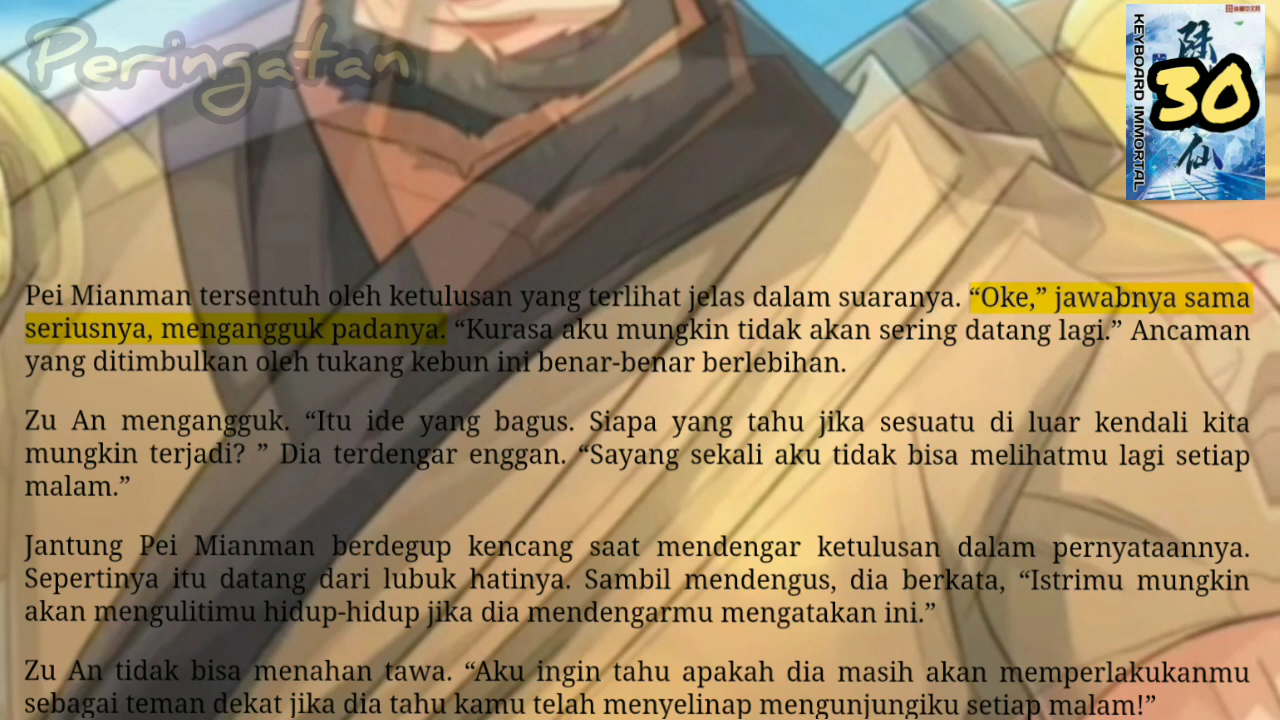 Peringatan
KEYBOARD IMMORTAL
30
仙
Pei Mianman tersentuh oleh ketulusan yang terlihat jelas dalam suaranya. “Oke,” jawabnya sama
seriusnya, mengangguk padanya. “Kurasa aku mungkin tidak akan sering datang lagi.” Ancaman
yang ditimbulkan oleh tukang kebun ini benar-benar berlebihan.
Zu An mengangguk. “Itu ide yang bagus. Siapa yang tahu jika sesuatu di luar kendali kita
mungkin terjadi? ” Dia terdengar enggan. “Sayang sekali aku tidak bisa melihatmu lagi setiap
malam.”
Jantung Pei Mianman berdegup kencang saat mendengar ketulusan dalam pernyataannya.
Sepertinya itu datang dari lubuk hatinya. Sambil mendengus, dia berkata, “Istrimu mungkin
akan mengulitimu hidup-hidup jika dia mendengarmu mengatakan ini.”
Zu An tidak bisa menahan tawa. “Aku ingin tahu apakah dia masih akan memperlakukanmu
sebagai teman dekat jika dia tahu kamu telah menyelinap mengunjungiku setiap malam!”